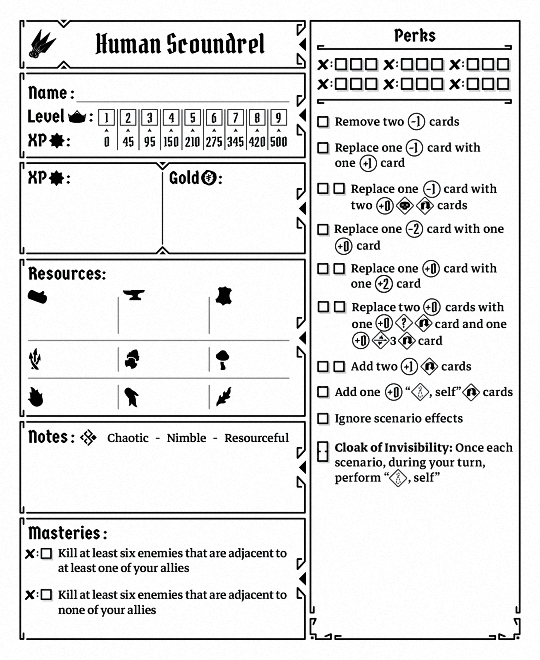 Human Scoundrel
Name:
Level : 1 2 3 4 5 6 7 8 9
XP : 0 45 95 150 210 275 345 420 500
XP :
Gold :
Resources:
Notes: Chaotic - Nimble - Resourceful
Masteries:
Kill at least six enemies that are adjacent to
at least one of your allies
Kill at least six enemies that are adjacent to
none of your allies
Perks
Remove two -1 cards
Replace one -1 card with
one +1 card
Replace one -1 card with
two +0 cards
Replace one -2 card with one
+0 card
Replace one +0 card with
one +2 card
Replace two +0 cards with
one +0 ? card and one
+0 3 card
Add two +1 cards
Add one +0 “ , self” cards
Ignore scenario effects
Cloak of Invisibility: Once each
scenario, during your turn,
perform “ , self”